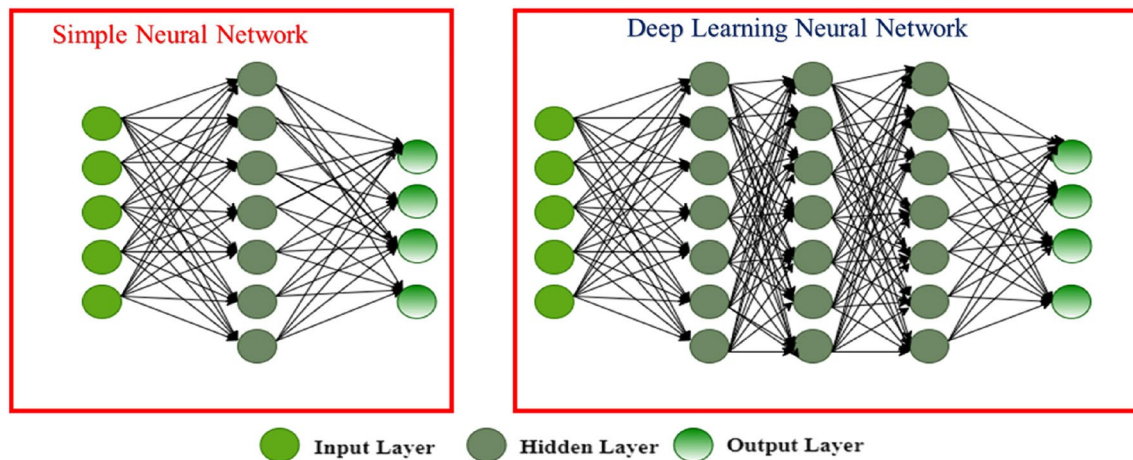 Simple Neural Network
Deep Learning Neural Network
Input Layer
Hidden Layer
Output Layer